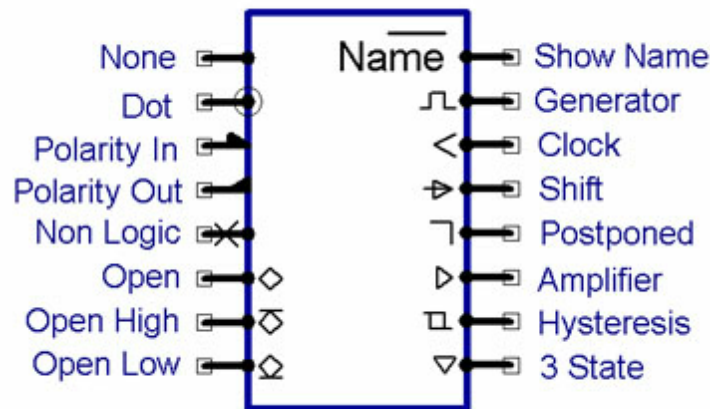 None
Dot
Polarity In
Polarity Out
Non Logic
Open
Open High
Open Low
Name
Show Name
Generator
Clock
Shift
Postponed
Amplifier
Hysteresis
3 State